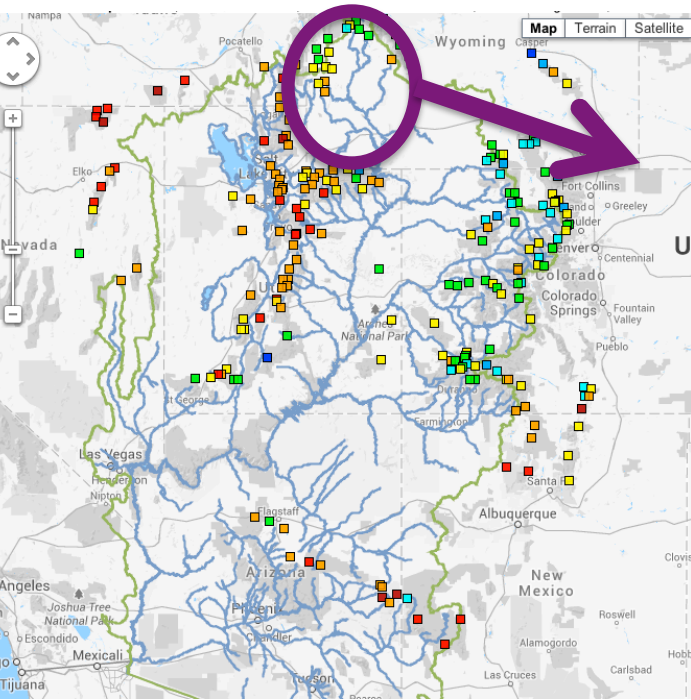 Nampa
Pocatello
Wyoming
Casper
Map
Terrain
Satellite
Elko
Salt
Lake
Fort Collins
Greeley
Nevada
Centennial
Colorado
U
Colorado
Springs
Fountain
Valley
National Park
Pueblo
Durango
St George
Farmington
Las Vegas
Henderson
Nipton
Santa F
Albuquerque
Flagstaff
Clovis
Angeles
Arizona
New
Mexico
Joshua Tree
National Park
Phoenix
Roswell
Escondido
Chandler
Alamogordo
Mexicali
Hobb
Carlsbad
Tucson
Las Cruces
Tijuana